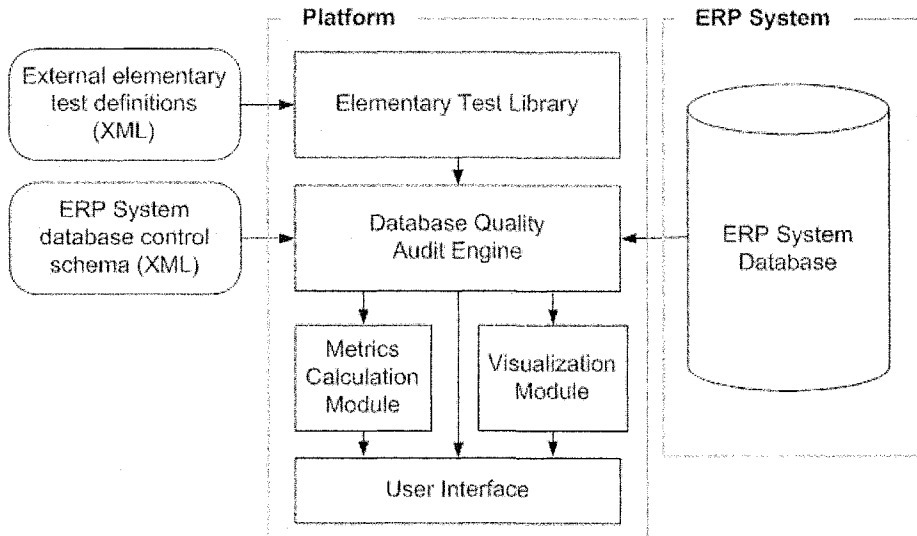 Platform
ERP System
External elementary
test definitions
(XML)
Elementary Test Library
ERP System
database control
schema (XML)
Database Quality
Audit Engine
ERP System
Database
Metrics
Calculation
Module
Visualization
Module
User Interface